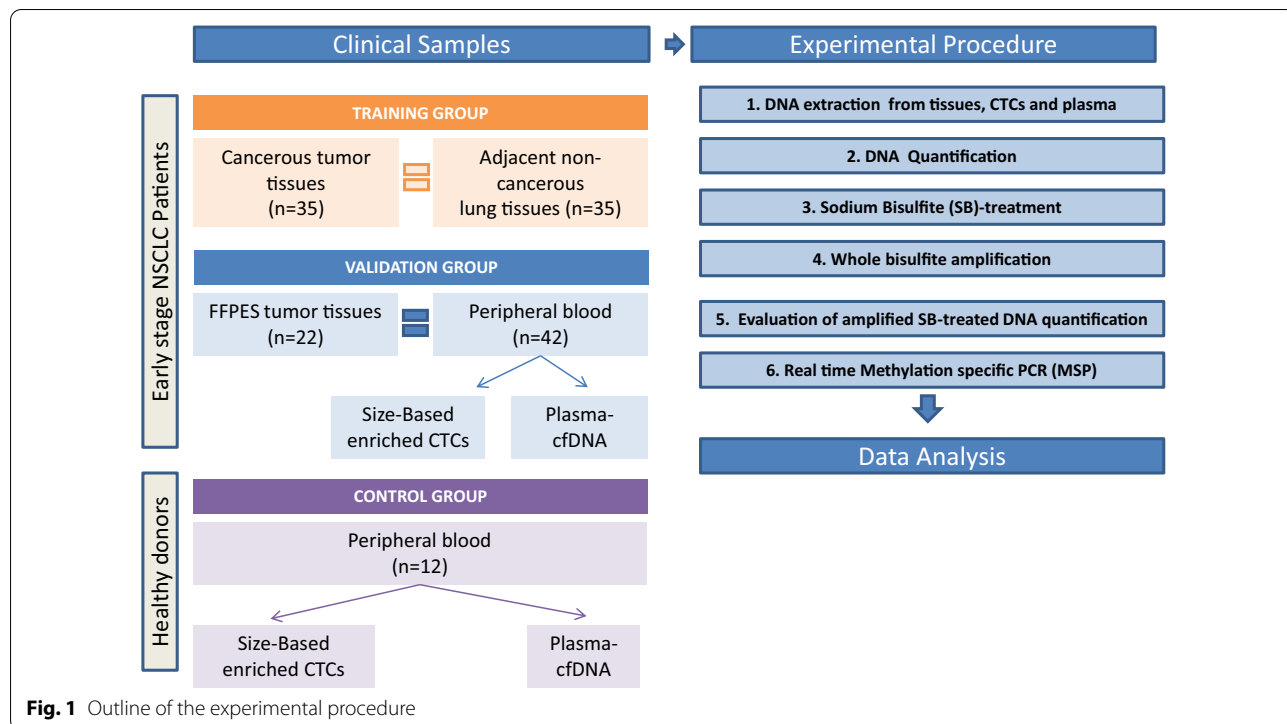 Clinical Samples
Experimental Procedure
Early stage NSCLC Patients
TRAINING GROUP
Cancerous tumor
tissues
(n=35)
Adjacent non-
cancerous
lung tissues (n=35)
VALIDATION GROUP
FFPES tumor tissues
(n=22)
Peripheral blood
(n=42)
Size-Based
enriched CTCs
Plasma-
cfDNA
Healthy donors
CONTROL GROUP
Peripheral blood
(n=12)
Size-Based
enriched CTCs
Plasma-
cfDNA
1. DNA extraction from tissues, CTCs and plasma
2. DNA Quantification
3. Sodium Bisulfite (SB)-treatment
4. Whole bisulfite amplification
5. Evaluation of amplified SB-treated DNA quantification
6. Real time Methylation specific PCR (MSP)
Data Analysis
Fig. 1 Outline of the experimental procedure